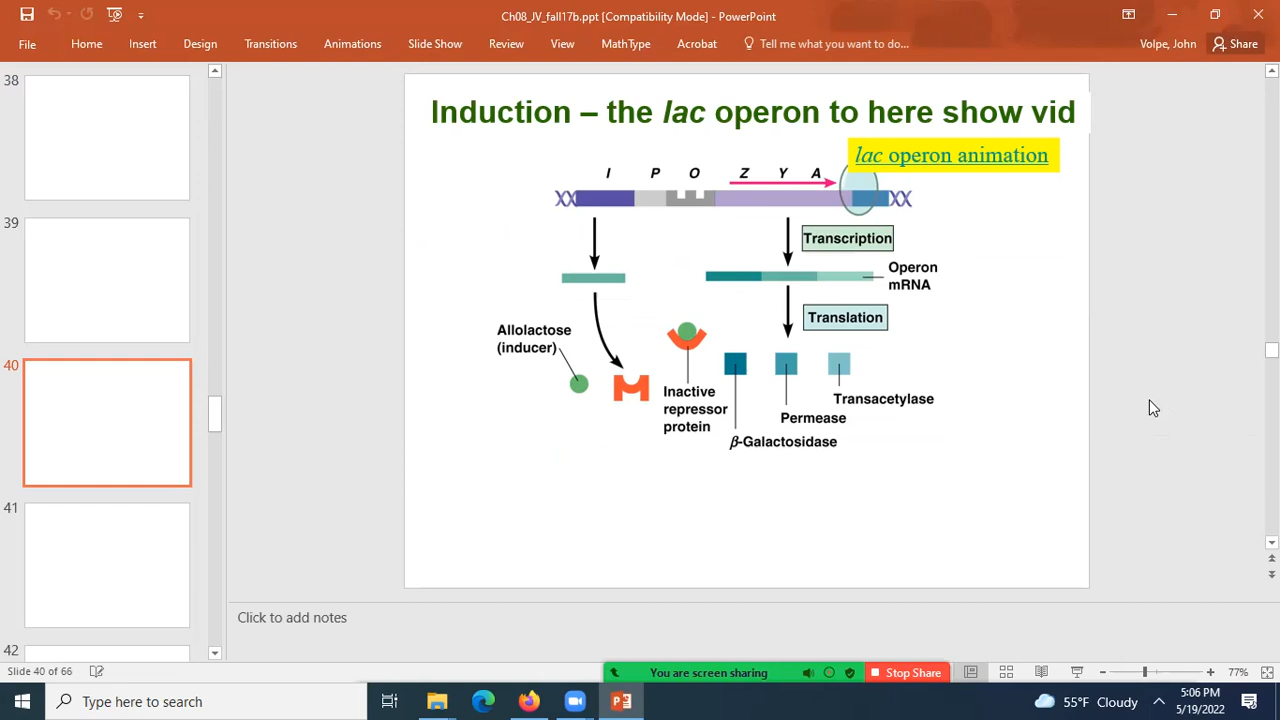 Ch08_JV_fall17b.ppt [Compatibility Mode] - PowerPoint
File Home Insert Design Transitions Animations Slide Show Review View MathType Acrobat Tell me what you want to do... Volpe, John Share
38
39
40
41
42
Induction – the lac operon to here show vid
lac operon animation
I P O Z Y A
Transcription
Operon
mRNA
Translation
Allolactose
(inducer)
Inactive
repressor
protein
Transacetylase
Permease
β-Galactosidase
Click to add notes
Slide 40 of 66
You are screen sharing
Stop Share
77%
Type here to search
55°F Cloudy
5:06 PM
5/19/2022